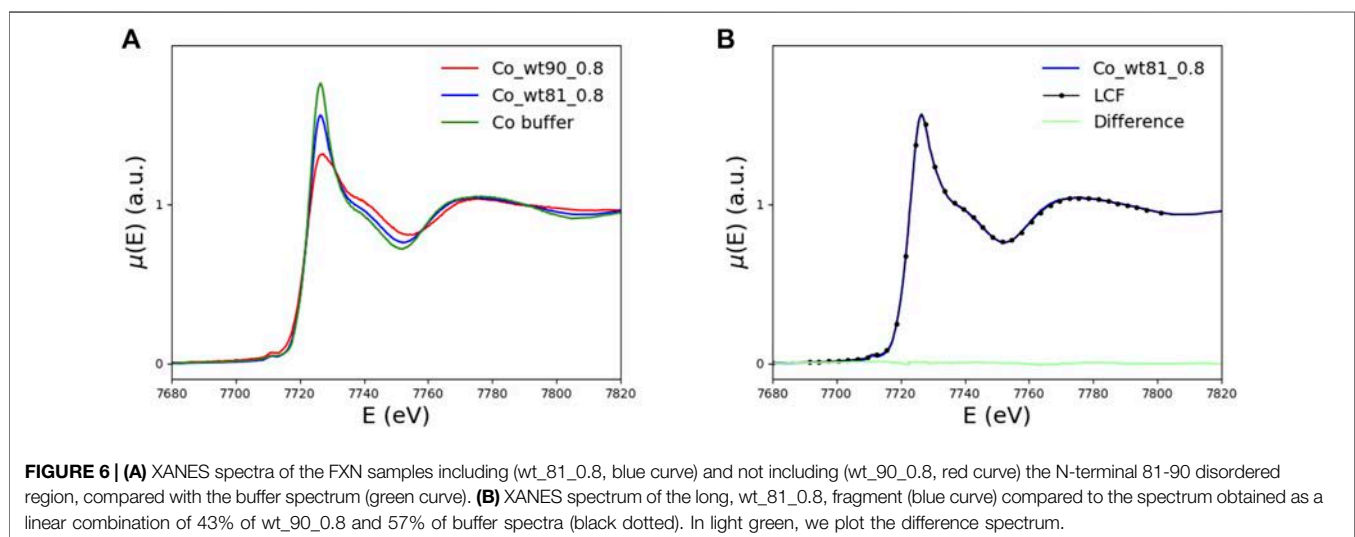 A
Co_wt90_0.8
Co_wt81_0.8
Co buffer
μ(E) (a.u.)
1
0
7680 7700 7720 7740 7760 7780 7800 7820
E (eV)
B
Co_wt81_0.8
LCF
Difference
μ(E) (a.u.)
1
0
7680 7700 7720 7740 7760 7780 7800 7820
E (eV)
FIGURE 6 | (A) XANES spectra of the FXN samples including (wt_81_0.8, blue curve) and not including (wt_90_0.8, red curve) the N-terminal 81-90 disordered
region, compared with the buffer spectrum (green curve). (B) XANES spectrum of the long, wt_81_0.8, fragment (blue curve) compared to the spectrum obtained as a
linear combination of 43% of wt_90_0.8 and 57% of buffer spectra (black dotted). In light green, we plot the difference spectrum.